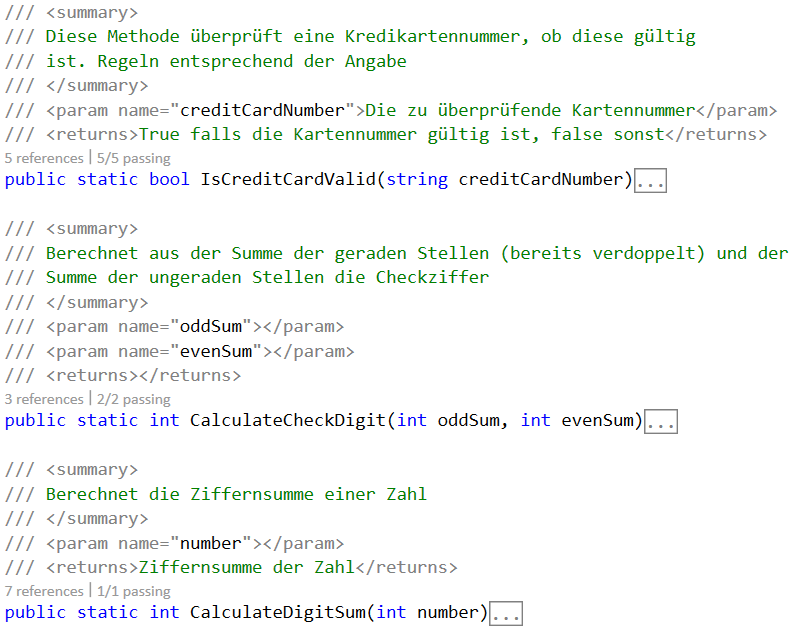 /// <summary>
/// Diese Methode überprüft eine Kredikartennummer, ob diese gültig
/// ist. Regeln entsprechend der Angabe
/// </summary>
/// <param name="creditCardNumber">Die zu überprüfende Kartennummer</param>
/// <returns>True falls die Kartennummer gültig ist, false sonst</returns>
5 references | 5/5 passing
public static bool IsCreditCardValid(string creditCardNumber)...
/// <summary>
/// Berechnet aus der Summe der geraden Stellen (bereits verdoppelt) und der
/// Summe der ungeraden Stellen die Checkziffer
/// </summary>
/// <param name="oddSum"></param>
/// <param name="evenSum"></param>
/// <returns></returns>
3 references | 2/2 passing
public static int CalculateCheckDigit(int oddSum, int evenSum)...
/// <summary>
/// Berechnet die Ziffernsumme einer Zahl
/// </summary>
/// <param name="number"></param>
/// <returns>Ziffernsumme der Zahl</returns>
7 references | 1/1 passing
public static int CalculateDigitSum(int number)...